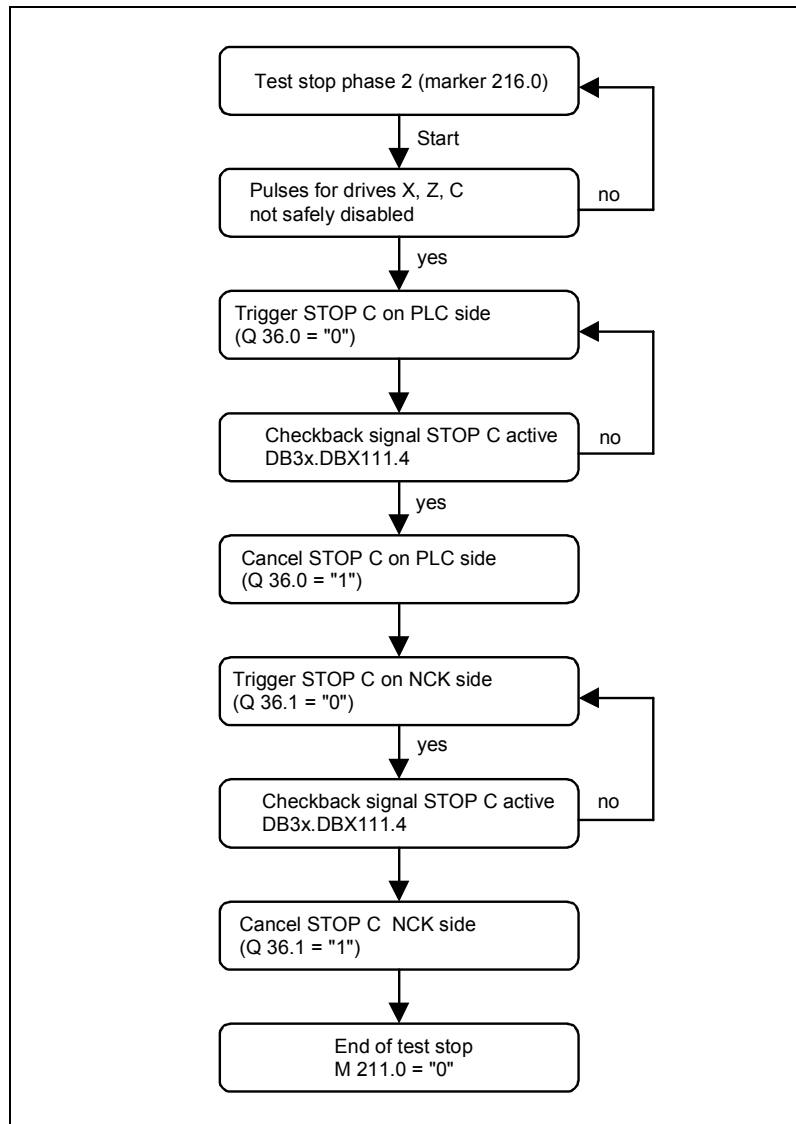 Test stop phase 2 (marker 216.0)
Start
Pulses for drives X, Z, C
not safely disabled
no
yes
Trigger STOP C on PLC side
(Q 36.0 = "0")
Checkback signal STOP C active
DB3x.DBX111.4
no
yes
Cancel STOP C on PLC side
(Q 36.0 = "1")
Trigger STOP C on NCK side
(Q 36.1 = "0")
yes
Checkback signal STOP C active
DB3x.DBX111.4
no
Cancel STOP C NCK side
(Q 36.1 = "1")
End of test stop
M 211.0 = "0"